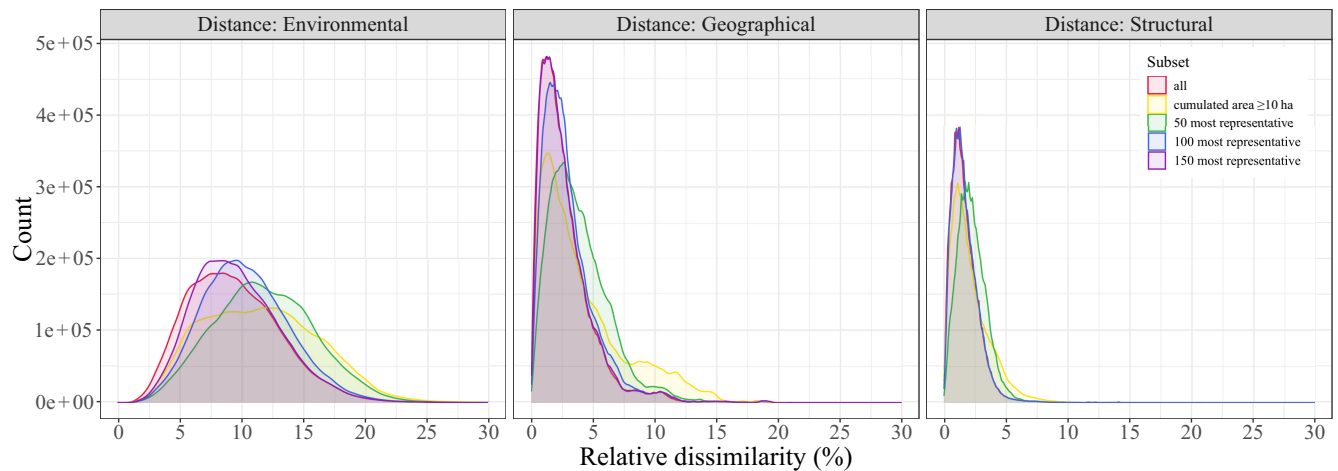 Distance: Environmental
Distance: Geographical
Distance: Structural
Count
5e+05
4e+05
3e+05
2e+05
1e+05
0e+00
Subset
all
cumulated area ≥10 ha
50 most representative
100 most representative
150 most representative
0 5 10 15 20 25 30
0 5 10 15 20 25 30
0 5 10 15 20 25 30
Relative dissimilarity (%)